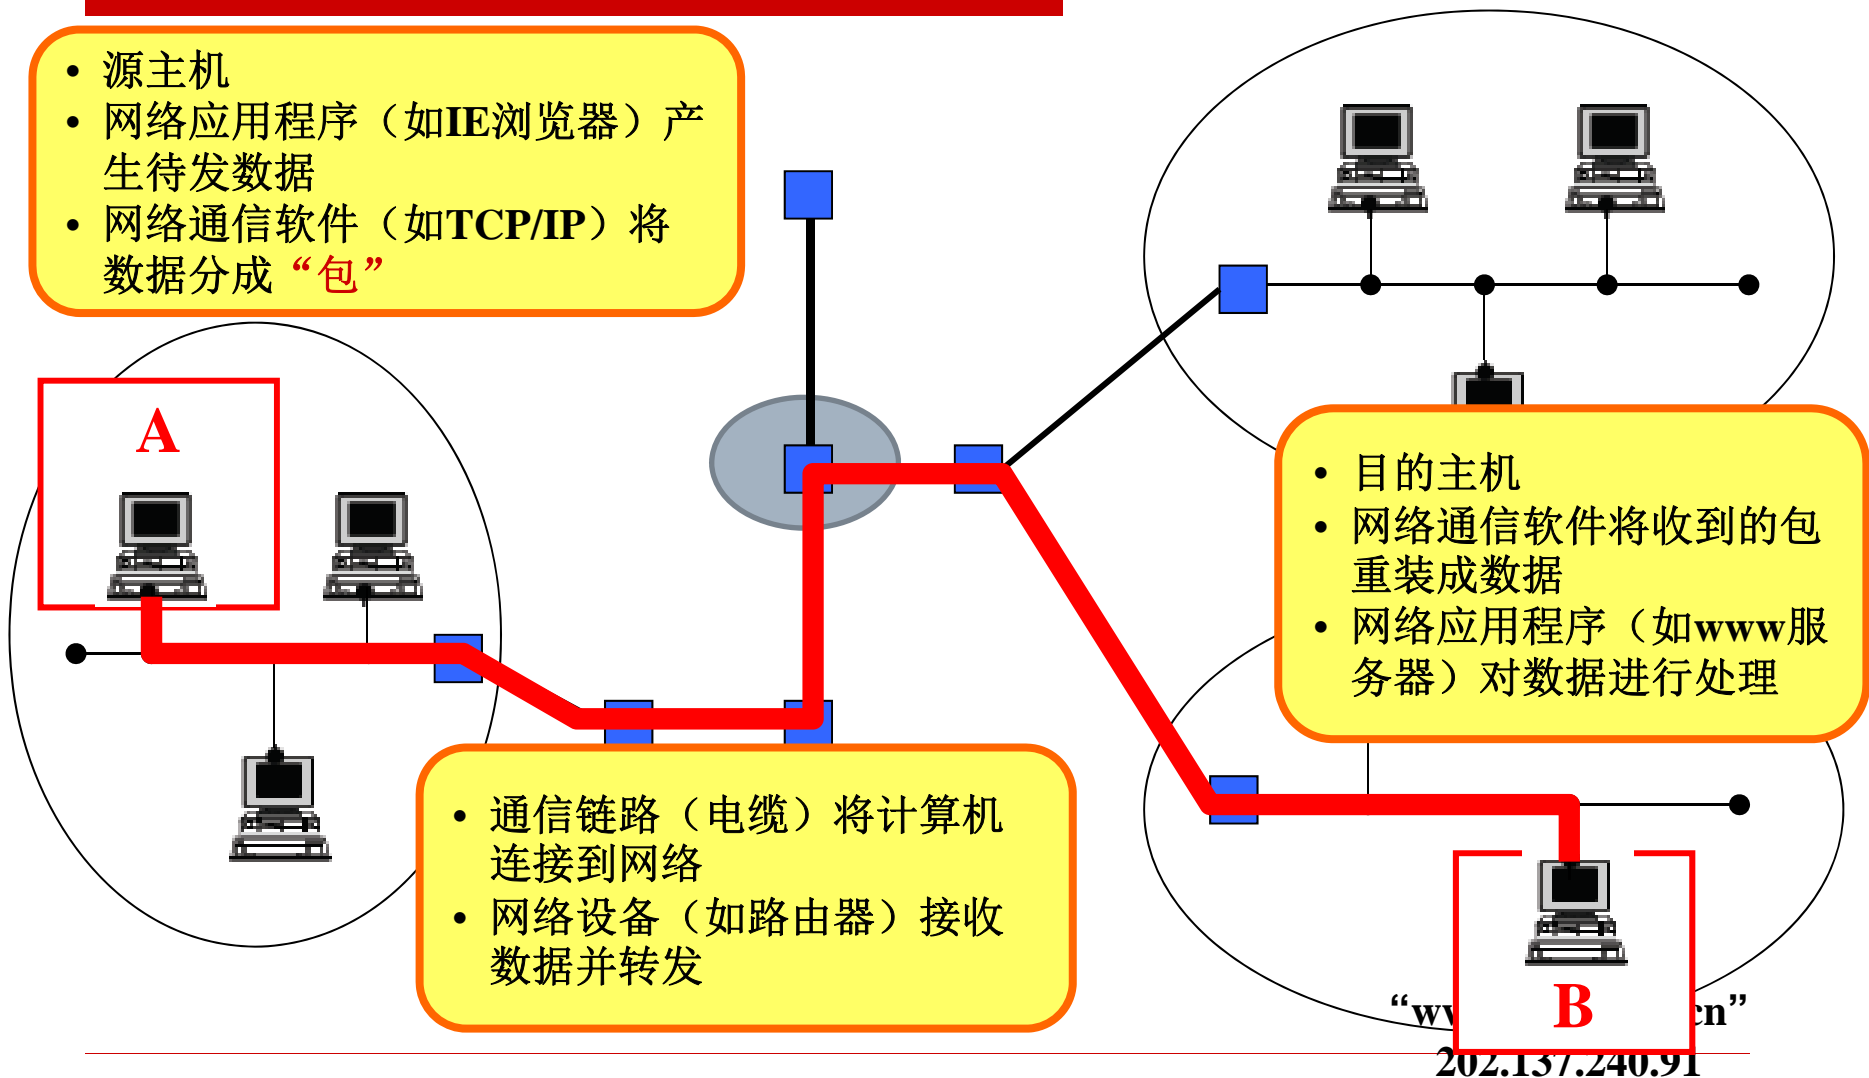 • 源主机
• 网络应用程序（如IE浏览器）产
生待发数据
• 网络通信软件（如TCP/IP）将
数据分成“包”
A
• 目的主机
• 网络通信软件将收到的包
重装成数据
• 网络应用程序（如www服
务器）对数据进行处理
• 通信链路（电缆）将计算机
连接到网络
• 网络设备（如路由器）接收
数据并转发
B
cn”
202.137.240.91